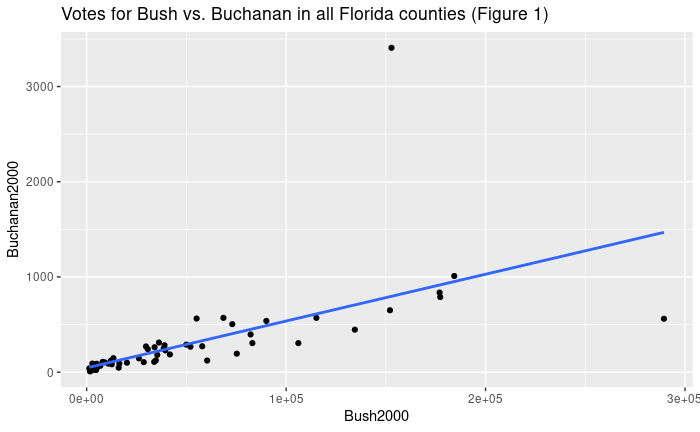 Votes for Bush vs. Buchanan in all Florida counties (Figure 1)
3000
2000
1000
0
Buchanan2000
0e+00 1e+05 2e+05 3e+05
Bush2000